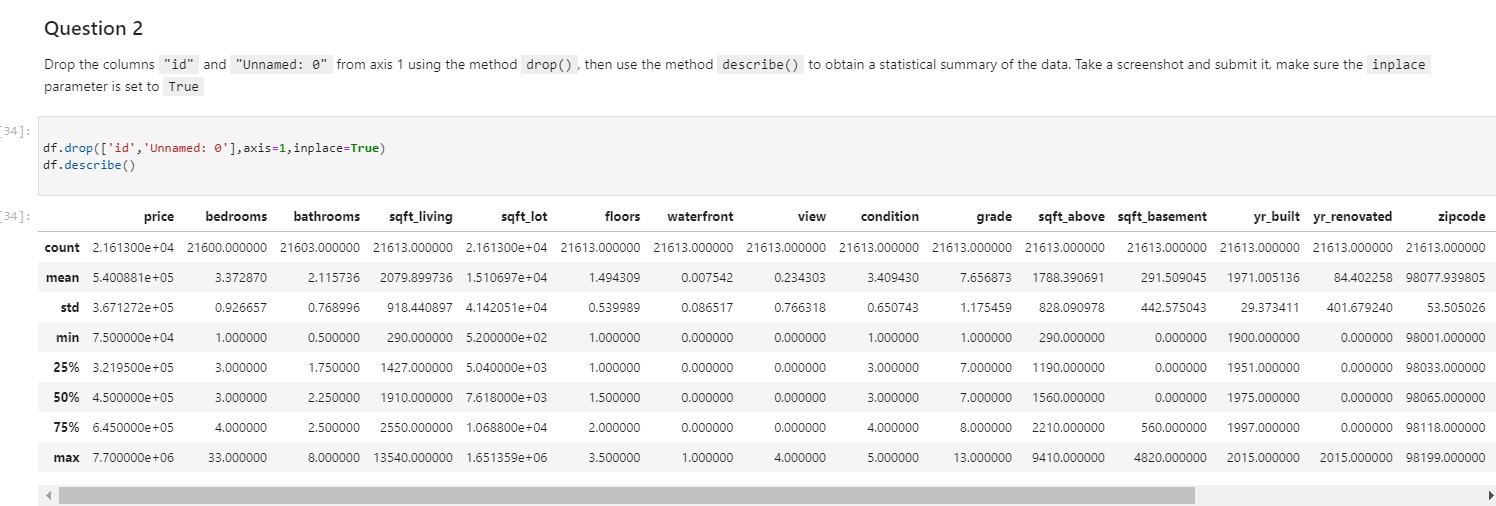 Question 2
Drop the columns "id" and "Unnamed: 0" from axis 1 using the method drop() , then use the method describe() to obtain a statistical summary of the data. Take a screenshot and submit it, make sure the inplace
parameter is set to True
[34]:
df.drop(['id','Unnamed: 0'],axis=1,inplace=True)
df.describe()
[34]:
price bedrooms bathrooms sqft_living sqft_lot floors waterfront view condition grade sqft_above sqft_basement yr_built yr_renovated zipcode
count 2.161300e+04 21600.000000 21603.000000 21613.000000 2.161300e+04 21613.000000 21613.000000 21613.000000 21613.000000 21613.000000 21613.000000 21613.000000 21613.000000 21613.000000 21613.000000
mean 5.400881e+05 3.372870 2.115736 2079.899736 1.510697e+04 1.494309 0.007542 0.234303 3.409430 7.656873 1788.390691 291.509045 1971.005136 84.402258 98077.939805
std 3.671272e+05 0.926657 0.768996 918.440897 4.142051e+04 0.539989 0.086517 0.766318 0.650743 1.175459 828.090978 442.575043 29.373411 401.679240 53.505026
min 7.500000e+04 1.000000 0.500000 290.000000 5.200000e+02 1.000000 0.000000 0.000000 1.000000 1.000000 290.000000 0.000000 1900.000000 0.000000 98001.000000
25% 3.219500e+05 3.000000 1.750000 1427.000000 5.040000e+03 1.000000 0.000000 0.000000 3.000000 7.000000 1190.000000 0.000000 1951.000000 0.000000 98033.000000
50% 4.500000e+05 3.000000 2.250000 1910.000000 7.618000e+03 1.500000 0.000000 0.000000 3.000000 7.000000 1560.000000 0.000000 1975.000000 0.000000 98065.000000
75% 6.450000e+05 4.000000 2.500000 2550.000000 1.068800e+04 2.000000 0.000000 0.000000 4.000000 8.000000 2210.000000 560.000000 1997.000000 0.000000 98118.000000
max 7.700000e+06 33.000000 8.000000 13540.000000 1.651359e+06 3.500000 1.000000 4.000000 5.000000 13.000000 9410.000000 4820.000000 2015.000000 2015.000000 98199.000000